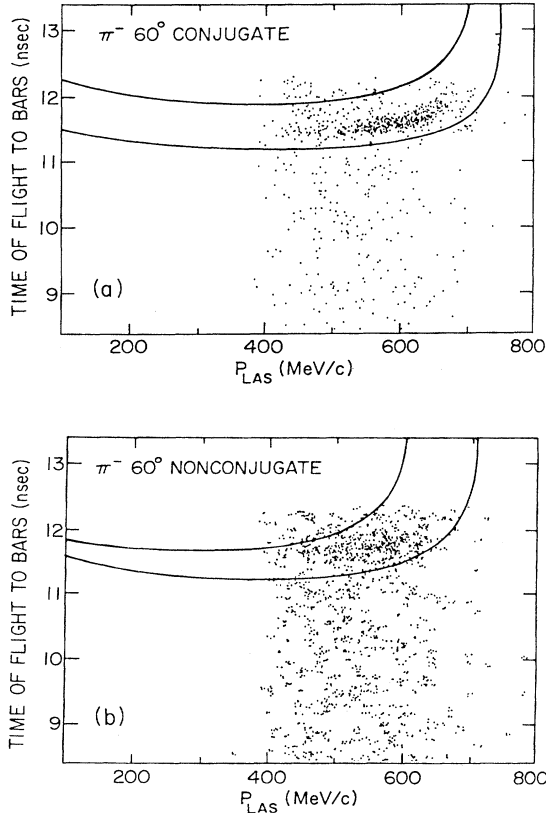 π⁻ 60° CONJUGATE
TIME OF FLIGHT TO BARS (nsec)
13
12
11
10
9
(a)
200 400 600 800
P_LAS (MeV/c)
π⁻ 60° NONCONJUGATE
TIME OF FLIGHT TO BARS (nsec)
13
12
11
10
9
(b)
200 400 600 800
P_LAS (MeV/c)